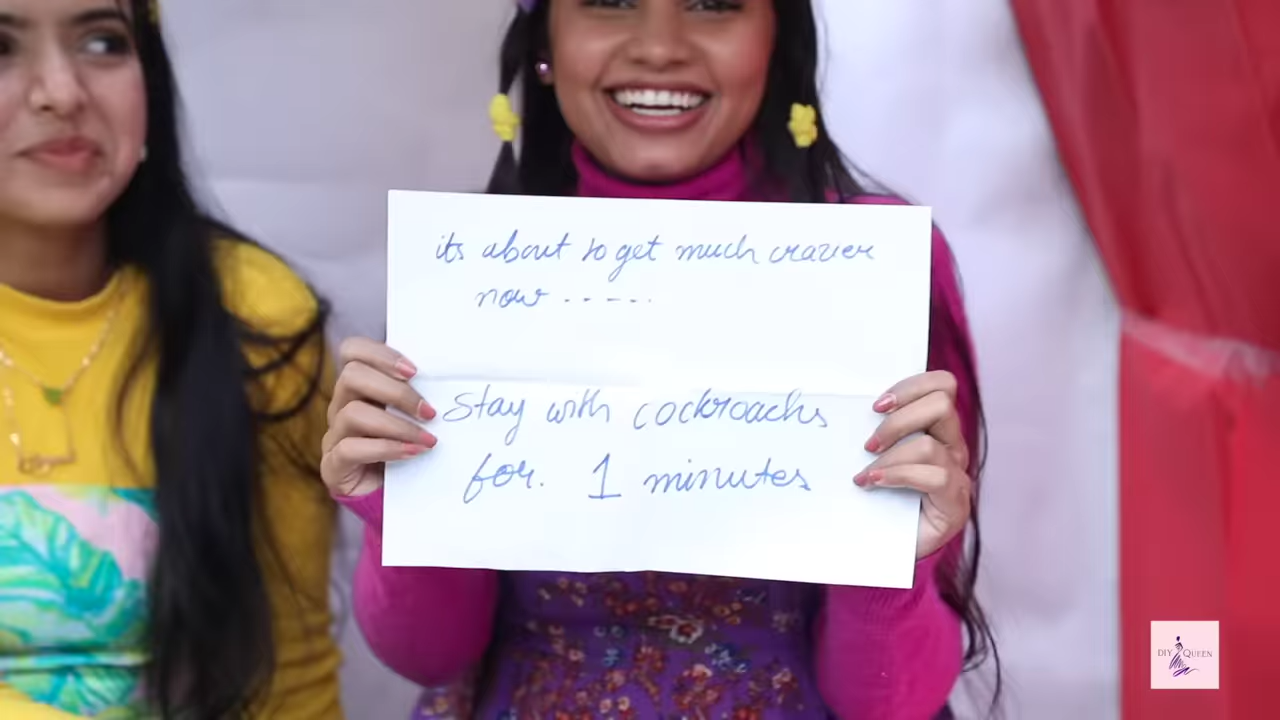 its about to get much crazier
now -----.
Stay with cockroachs
for. 1 minutes
DIY QUEEN